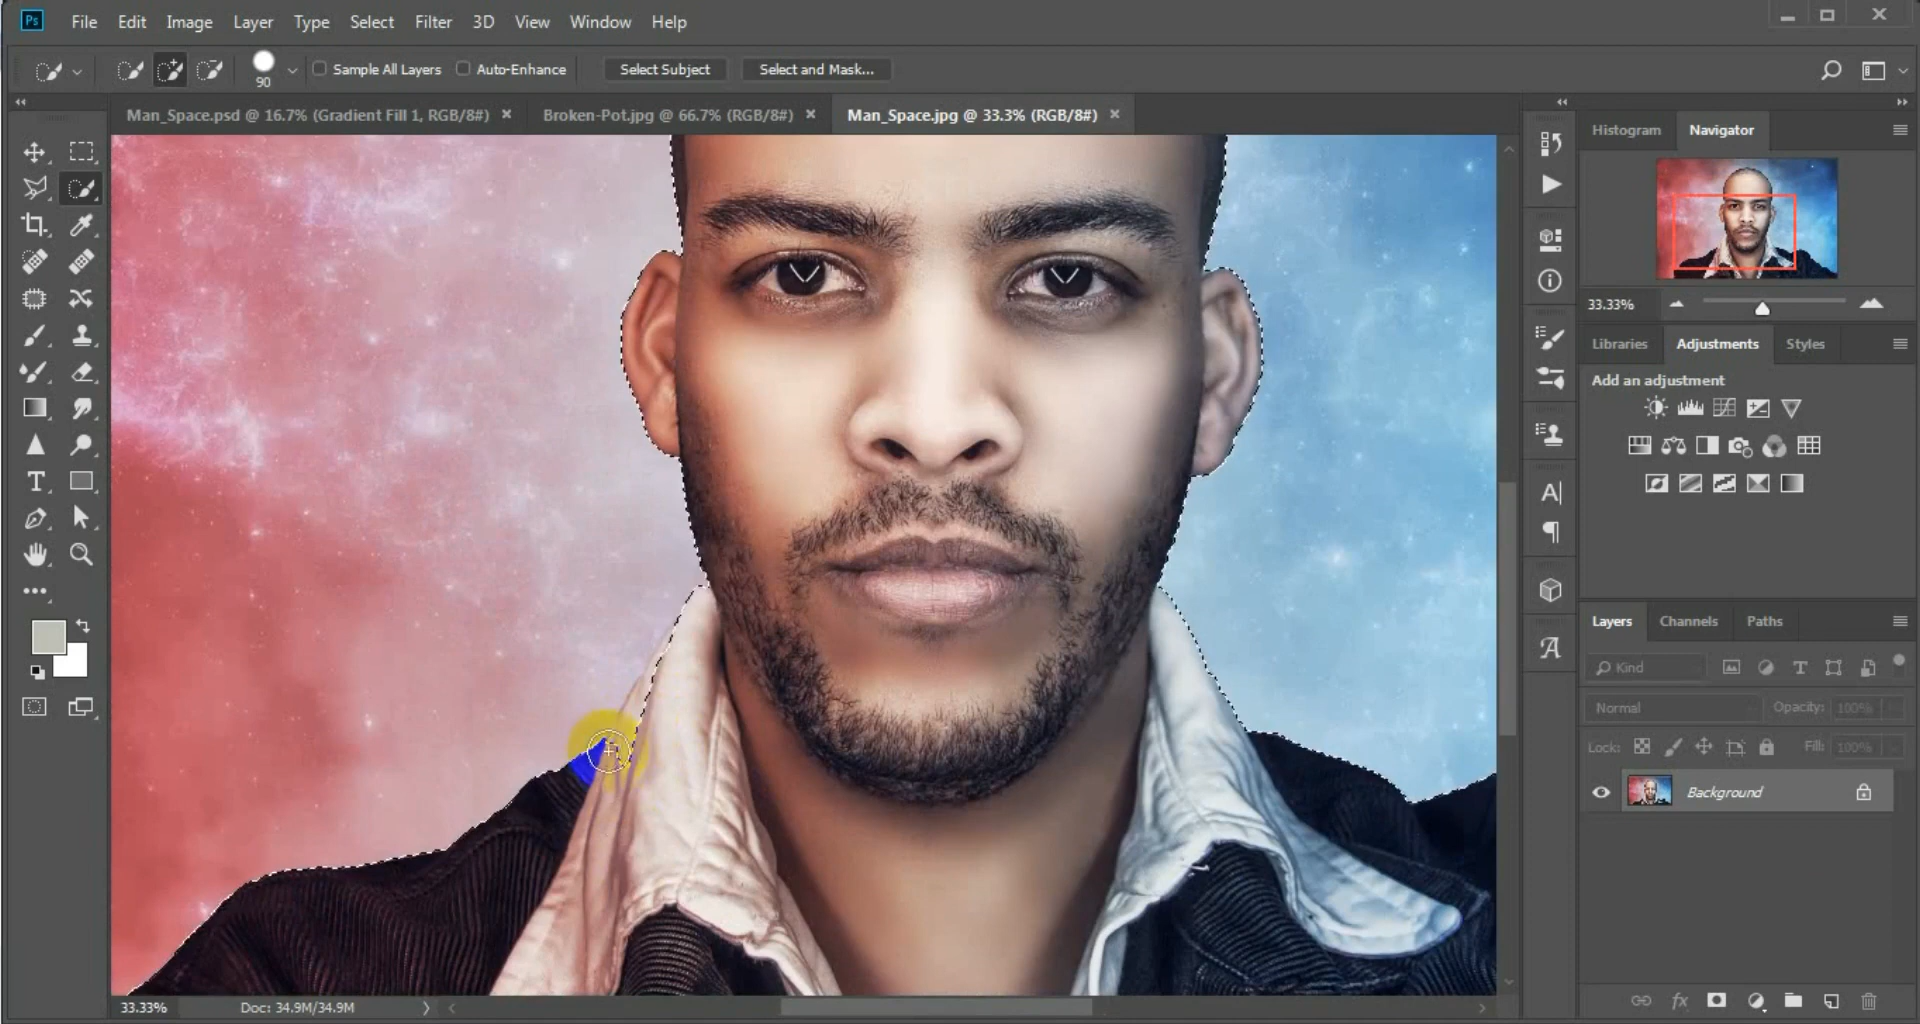 Ps File Edit Image Layer Select Filter 3D View Window Help
90 Sample All Layers Auto-Enhance Select Subject Select and Mask...
Man_Space.psd @ 16.7% (Gradient Fill 1, RGB/8#) × Broken-Pot.jpg @ 66.7% (RGB/8#) × Man_Space.jpg @ 33.3% (RGB/8#) ×
Histogram Navigator
33.33%
Libraries Adjustments Styles
Add an adjustment
Layers Channels Paths
Kind
Normal Opacity: 100%
Lock: Fill: 100%
Background
33.33% Doc: 34.9M/34.9M